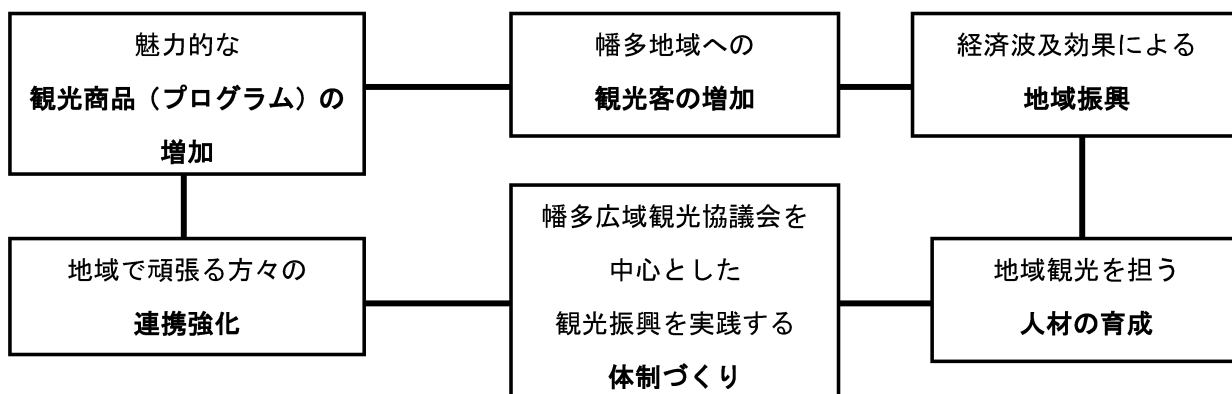 魅力的な
観光商品（プログラム）の
増加
幡多地域への
観光客の増加
経済波及効果による
地域振興
地域で頑張る方々の
連携強化
幡多広域観光協議会を
中心とした
観光振興を実践する
体制づくり
地域観光を担う
人材の育成